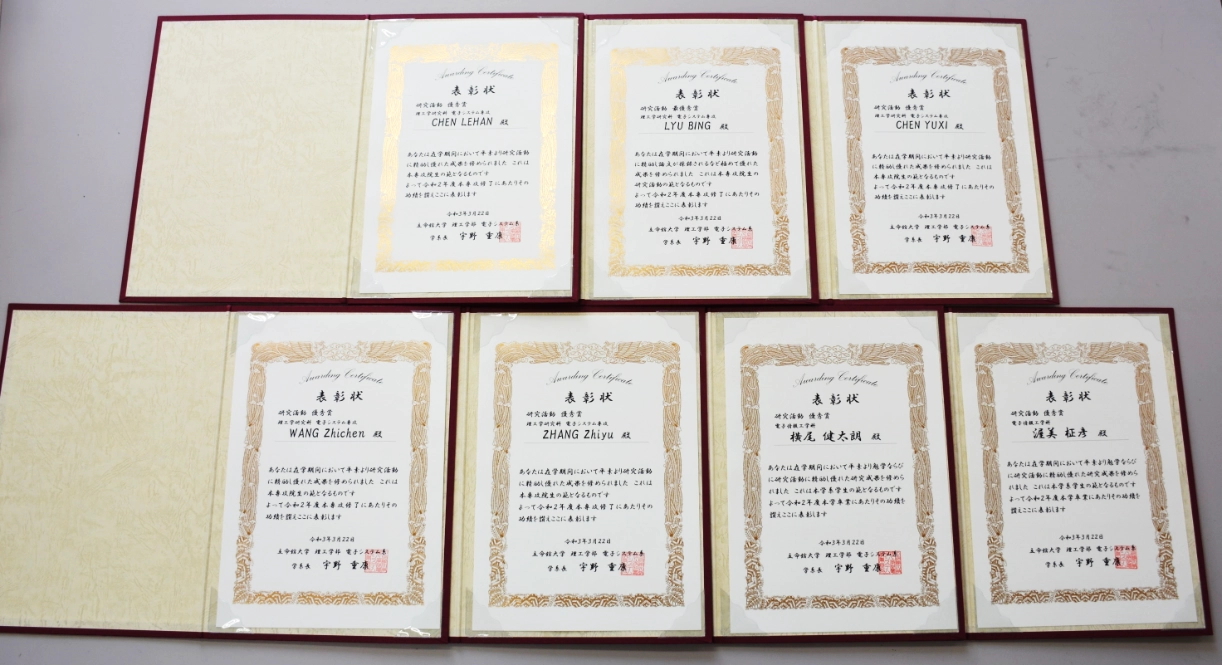 Awarding Certificate
表彰状
研究活動 優秀賞
理工学研究科 電子システム専攻
CHEN LEHAN 殿
あなたは在学期間において平素より研究活動
に精励し優れた成果を修められました これは
本専攻院生の範となるものです
よって令和2年度本専攻修了にあたりその
功績を讃えここに表彰します
令和3年3月22日
立命館大学 理工学部 電子システム系
学系長 宇野 重康
Awarding Certificate
表彰状
研究活動 最優秀賞
理工学研究科 電子システム専攻
LYU BING 殿
あなたは在学期間において平素より研究活動
に精励し論文が採録されるなど極めて優れた
成果を修められました これは本専攻院生の
研究活動の範となるものです
よって令和2年度本専攻修了にあたりその
功績を讃えここに表彰します
令和3年3月22日
立命館大学 理工学部 電子システム系
学系長 宇野 重康
Awarding Certificate
表彰状
研究活動 優秀賞
理工学研究科 電子システム専攻
CHEN YUXI 殿
あなたは在学期間において平素より研究活動
に精励し優れた成果を修められました これは
本専攻院生の範となるものです
よって令和2年度本専攻修了にあたりその
功績を讃えここに表彰します
令和3年3月22日
立命館大学 理工学部 電子システム系
学系長 宇野 重康
Awarding Certificate
表彰状
研究活動 優秀賞
理工学研究科 電子システム専攻
WANG Zhichen 殿
あなたは在学期間において平素より研究活動
に精励し優れた成果を修められました これは
本専攻院生の範となるものです
よって令和2年度本専攻修了にあたりその
功績を讃えここに表彰します
令和3年3月22日
立命館大学 理工学部 電子システム系
学系長 宇野 重康
Awarding Certificate
表彰状
研究活動 優秀賞
理工学研究科 電子システム専攻
ZHANG Zhiyu 殿
あなたは在学期間において平素より研究活動
に精励し優れた成果を修められました これは
本専攻院生の範となるものです
よって令和2年度本専攻修了にあたりその
功績を讃えここに表彰します
令和3年3月22日
立命館大学 理工学部 電子システム系
学系長 宇野 重康
Awarding Certificate
表彰状
研究活動 優秀賞
電子情報工学科
横尾 健太朗 殿
あなたは在学期間において平素より勉学ならび
に研究活動に精励し優れた研究成果を修めら
れました これは本学系学生の範となるものです
よって令和2年度本学卒業にあたりその功績を
讃えここに表彰します
令和3年3月22日
立命館大学 理工学部 電子システム系
学系長 宇野 重康
Awarding Certificate
表彰状
研究活動 優秀賞
電子情報工学科
渥美 柾彦 殿
あなたは在学期間において平素より勉学ならび
に研究活動に精励し優れた研究成果を修めら
れました これは本学系学生の範となるものです
よって令和2年度本学卒業にあたりその功績を
讃えここに表彰します
令和3年3月22日
立命館大学 理工学部 電子システム系
学系長 宇野 重康